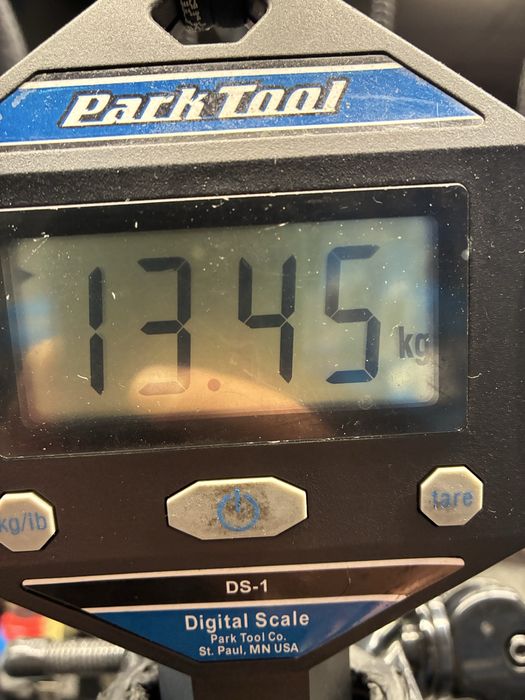 Park Tool
13.45 kg
kg/lb
tare
DS-1
Digital Scale
Park Tool Co.
St. Paul, MN USA